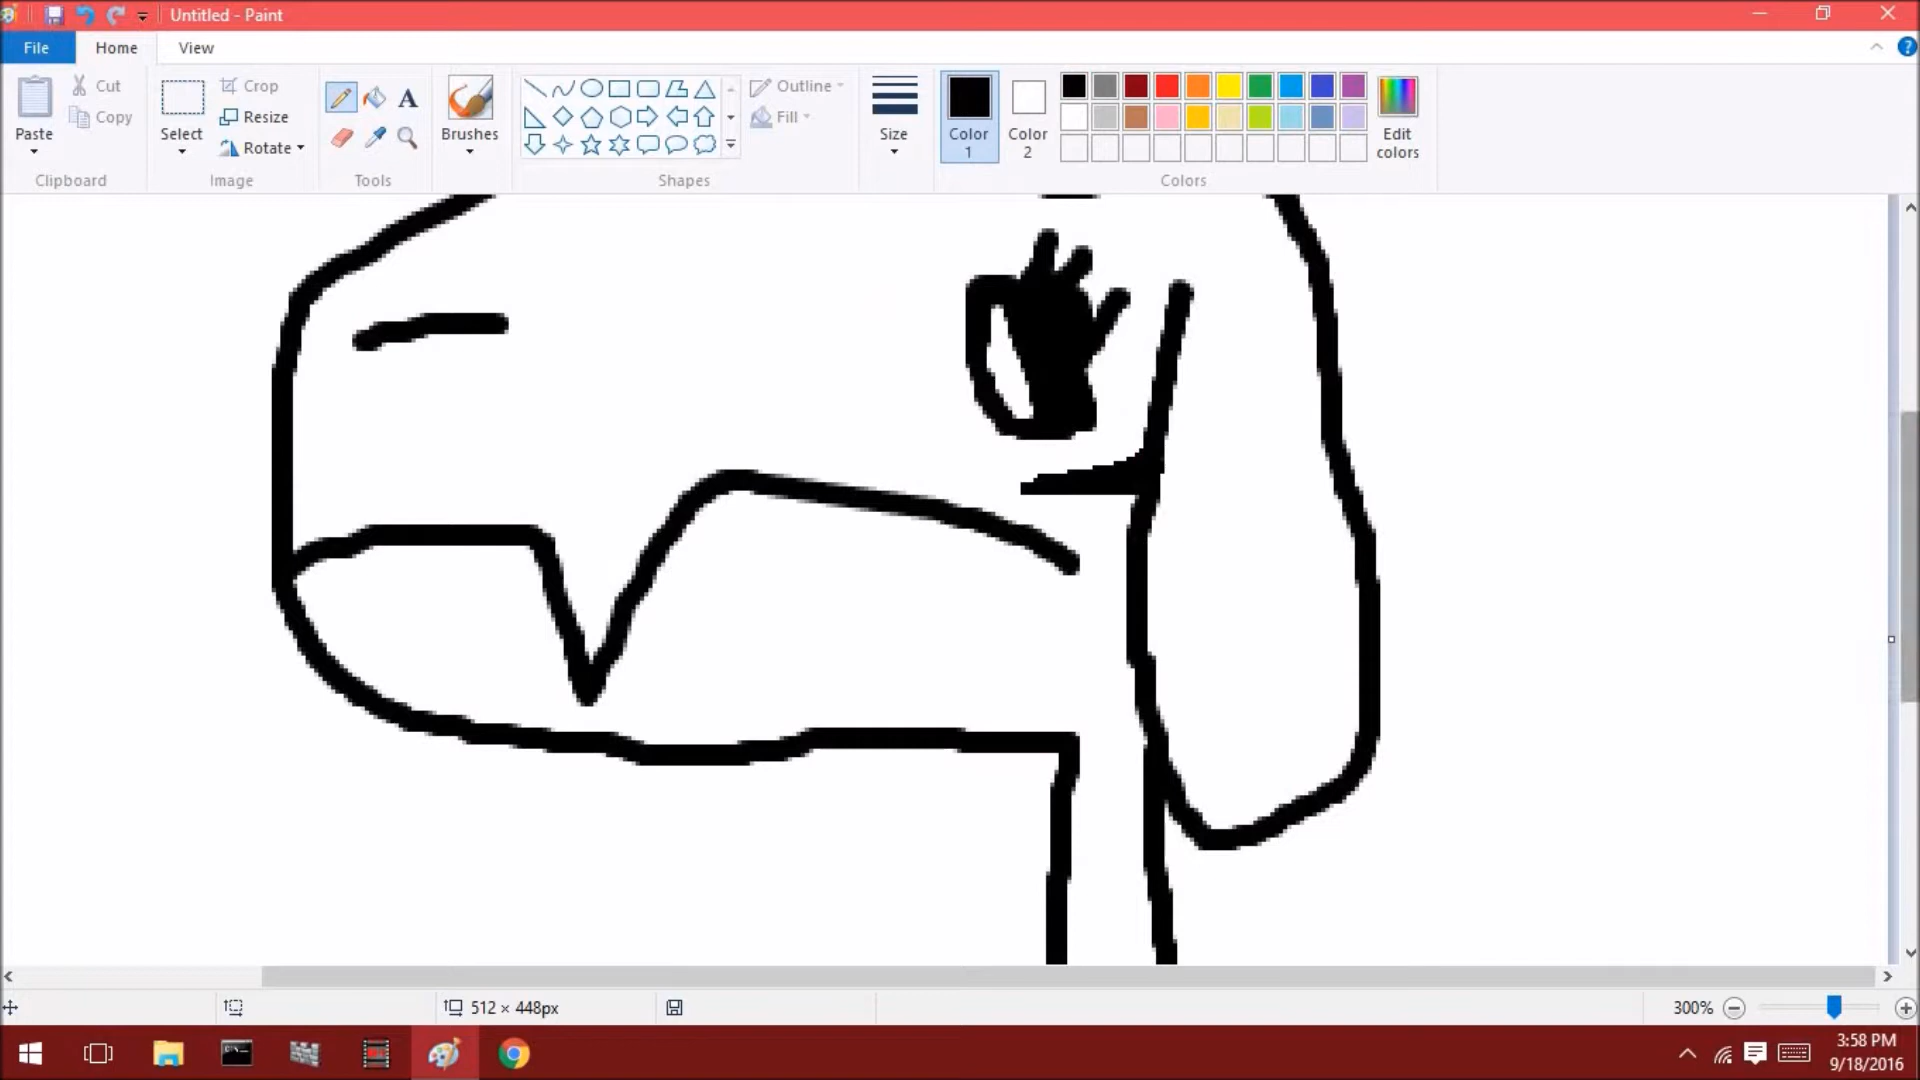 Untitled - Paint
File Home View
Cut
Copy
Paste
Crop
Resize
Rotate
Select
A
Brushes
Outline
Fill
Size
Color 1
Color 2
Edit colors
Clipboard Image Tools Shapes Colors
512 × 448px 300%
3:58 PM
9/18/2016